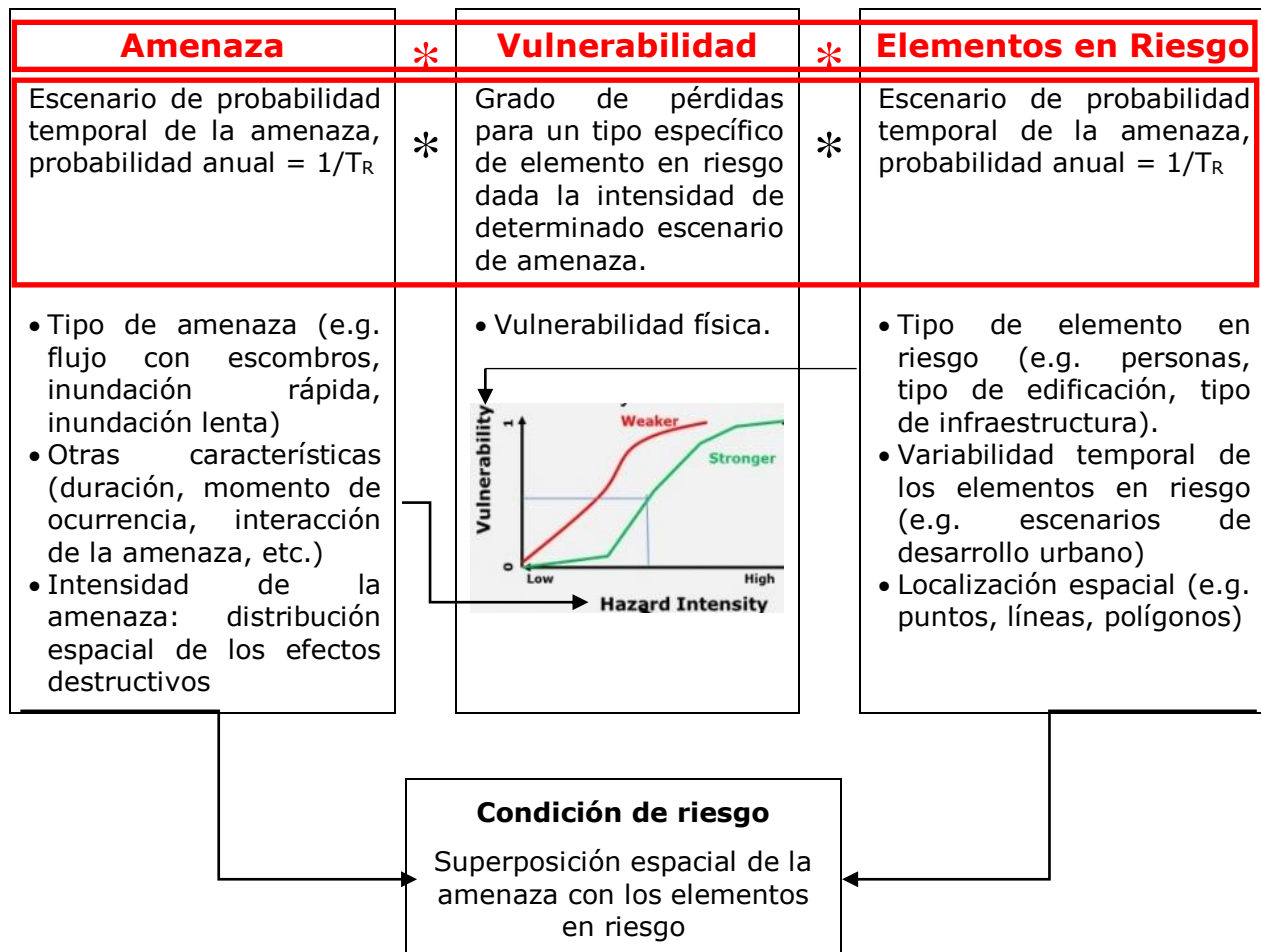 Amenaza * Vulnerabilidad * Elementos en Riesgo
Escenario de probabilidad
temporal de la amenaza,
probabilidad anual = 1/TR
*
Grado de pérdidas
para un tipo específico
de elemento en riesgo
dada la intensidad de
determinado escenario
de amenaza.
*
Escenario de probabilidad
temporal de la amenaza,
probabilidad anual = 1/TR
• Tipo de amenaza (e.g.
flujo con escombros,
inundación rápida,
inundación lenta)
• Otras características
(duración, momento de
ocurrencia, interacción
de la amenaza, etc.)
• Intensidad de la
amenaza: distribución
espacial de los efectos
destructivos
• Vulnerabilidad física.
Vulnerability
1
0
Weaker
Stronger
Low
High
Hazard Intensity
• Tipo de elemento en
riesgo (e.g. personas,
tipo de edificación, tipo
de infraestructura).
• Variabilidad temporal de
los elementos en riesgo
(e.g. escenarios de
desarrollo urbano)
• Localización espacial (e.g.
puntos, líneas, polígonos)
Condición de riesgo
Superposición espacial de la
amenaza con los elementos
en riesgo